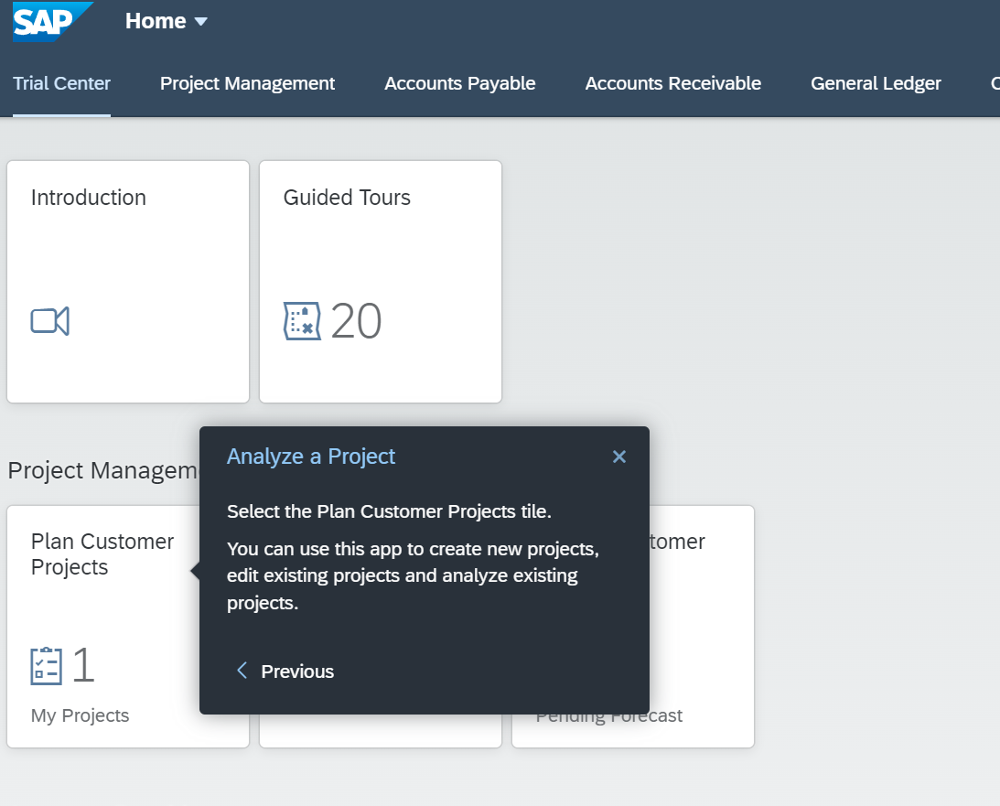 SAP
Home
Trial Center
Project Management
Accounts Payable
Accounts Receivable
General Ledger
Introduction
Guided Tours
20
Analyze a Project
Select the Plan Customer Projects tile.
You can use this app to create new projects,
edit existing projects and analyze existing
projects.
Previous
Project Managem
Plan Customer
Projects
1
My Projects
tomer
Pending Forecast